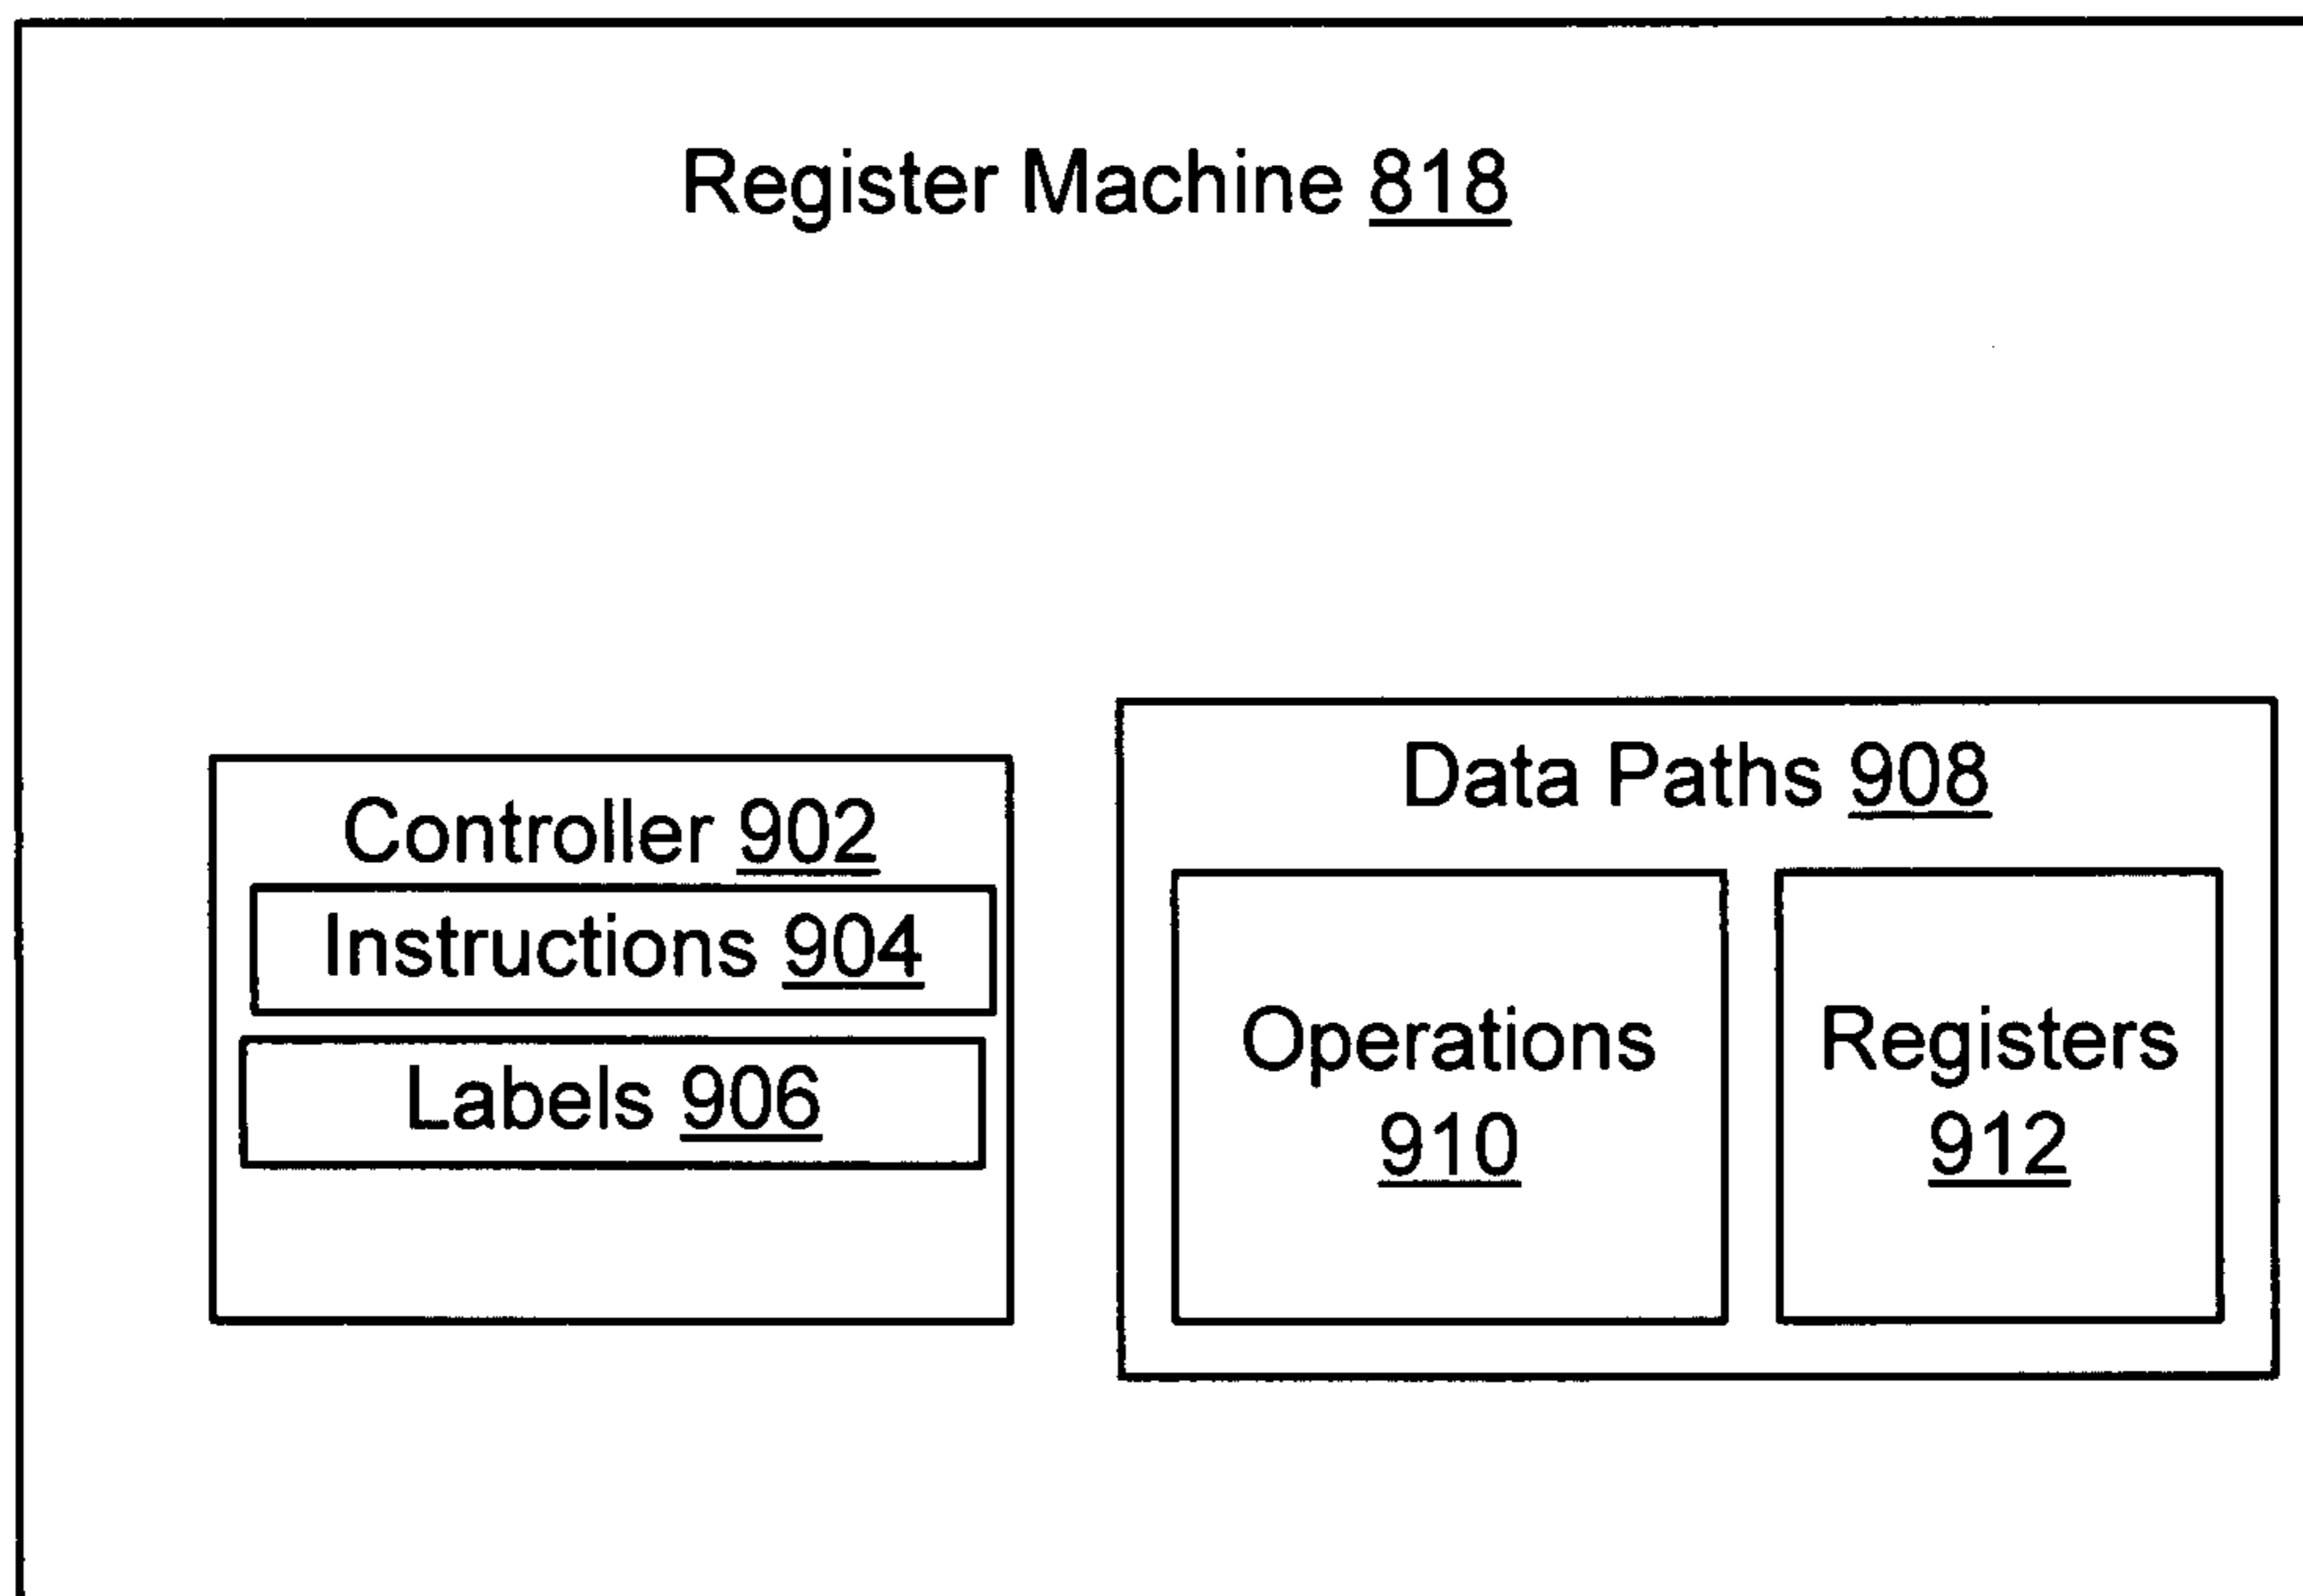 Register Machine 818
Controller 902
Instructions 904
Labels 906
Data Paths 908
Operations
910
Registers
912